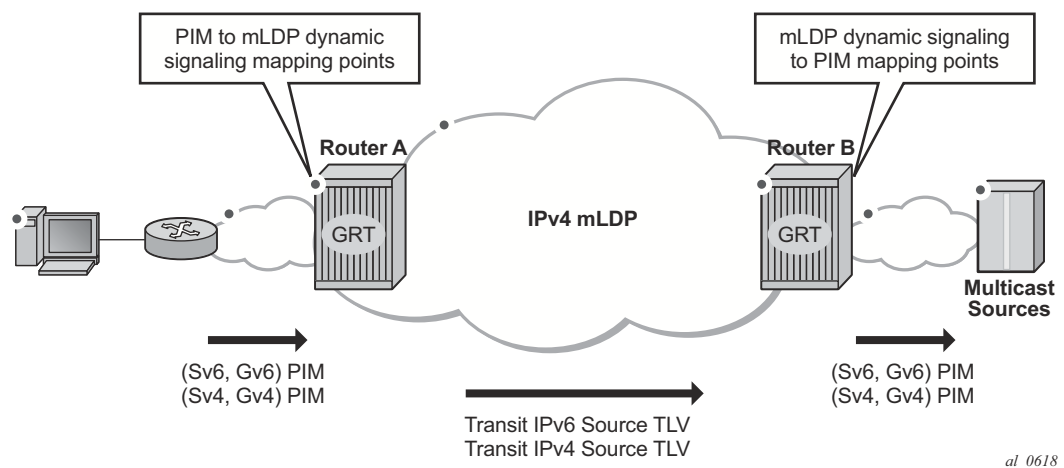 PIM to mLDP dynamic
signaling mapping points
mLDP dynamic signaling
to PIM mapping points
Router A
Router B
IPv4 mLDP
GRT
GRT
Multicast
Sources
(Sv6, Gv6) PIM
(Sv4, Gv4) PIM
(Sv6, Gv6) PIM
(Sv4, Gv4) PIM
Transit IPv6 Source TLV
Transit IPv4 Source TLV
al_0618